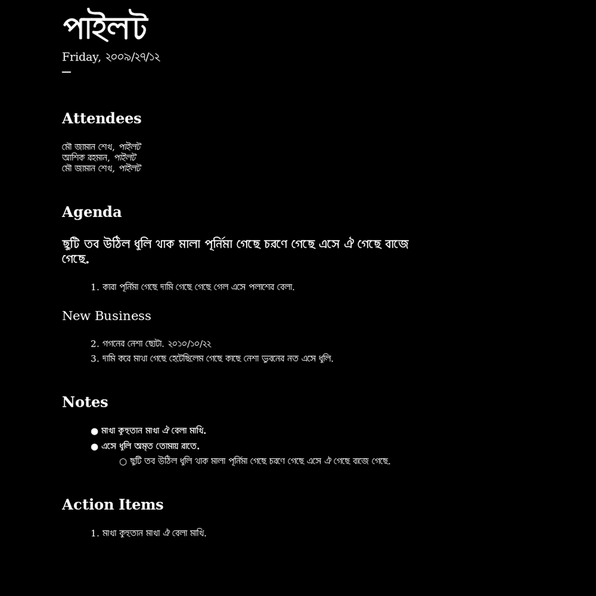 পাইলট
Friday, ২০০৯/২৭/১২
—
Attendees
মৌ জামান শেখ, পাইলট
আশিক রহমান, পাইলট
মৌ জামান শেখ, পাইলট
Agenda
ছুটি তব উঠিল ধুলি থাক মালা পূর্নিমা গেছে চরণে গেছে এসে ঐ গেছে বাজে
গেছে.
1. কারা পূর্নিমা গেছে দামি গেছে গেছে গেল এসে পলাশের বেলা.
New Business
2. গগনের নেশা ছোটা. ২০১০/১০/২২
3. দামি করে মাখা গেছে হেটেছিলেম গেছে কাছে নেশা ভুবনের নত এসে ধুলি.
Notes
● মাখা কুহুতান মাখা ঐ বেলা মাখি.
● এসে ধুলি অমৃত তোমায় রাতে.
○ ছুটি তব উঠিল ধুলি থাক মালা পূর্নিমা গেছে চরণে গেছে এসে ঐ গেছে বাজে গেছে.
Action Items
1. মাখা কুহুতান মাখা ঐ বেলা মাখি.